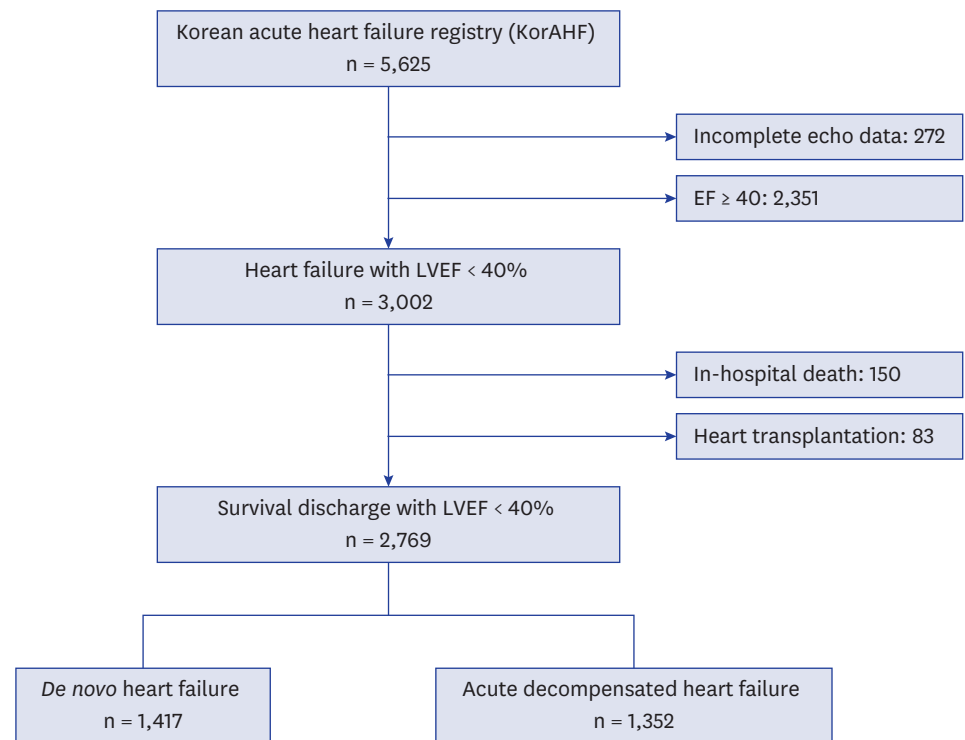 Korean acute heart failure registry (KorAHF)
n = 5,625
Incomplete echo data: 272
EF ≥ 40: 2,351
Heart failure with LVEF < 40%
n = 3,002
In-hospital death: 150
Heart transplantation: 83
Survival discharge with LVEF < 40%
n = 2,769
De novo heart failure
n = 1,417
Acute decompensated heart failure
n = 1,352